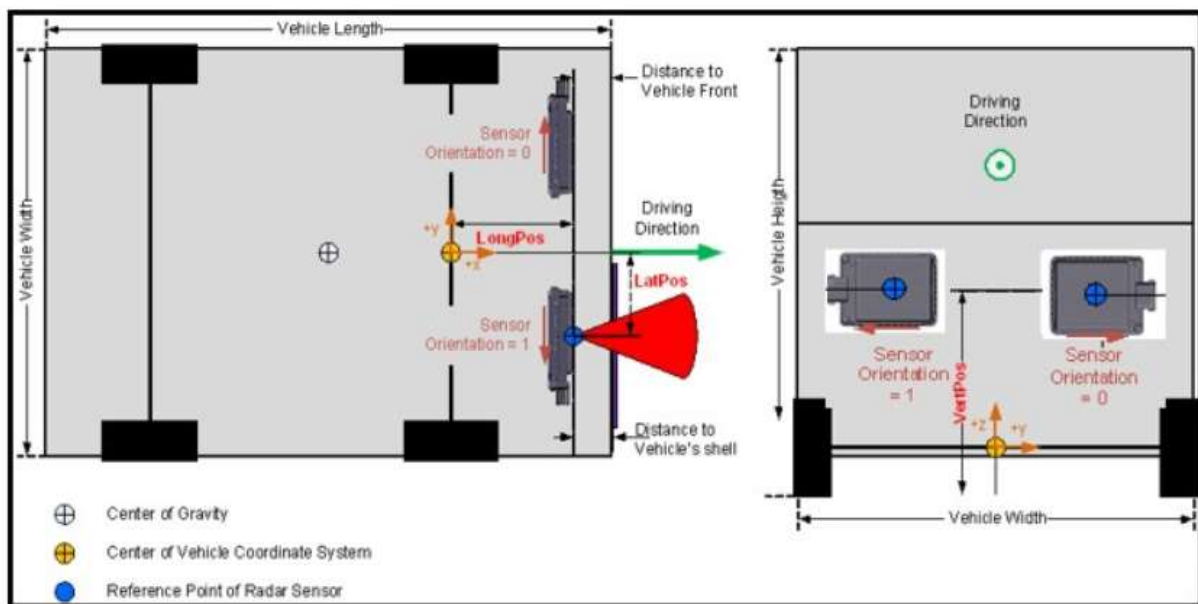 Vehicle Length
Distance to
Vehicle Front
Sensor
Orientation = 0
Vehicle Width
+y
LongPos
+x
Driving
Direction
LatPos
Sensor
Orientation = 1
Distance to
Vehicle's shell
Center of Gravity
Center of Vehicle Coordinate System
Reference Point of Radar Sensor
Driving
Direction
Vehicle Heigth
Sensor
Orientation
= 1
VertPos
Sensor
Orientation
= 0
+z
+y
Vehicle Width